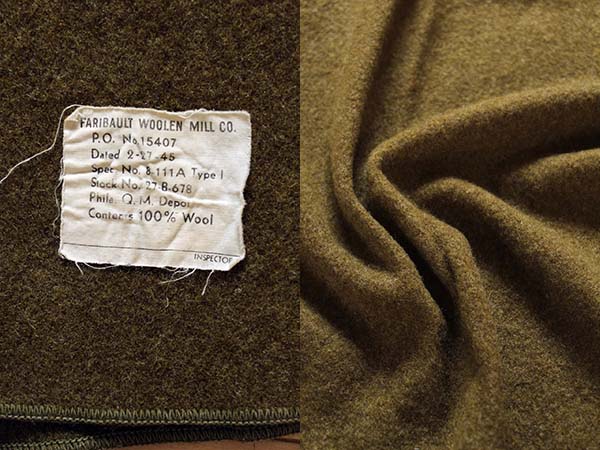 FARIBAULT WOOLEN MILL CO.
P.O. No. 15407
Dated 2-27-45
Spec. No. 8-111A Type I
Stock No. 27-B-678
Phila. Q. M. Depot
Contents 100% Wool
INSPECTOR